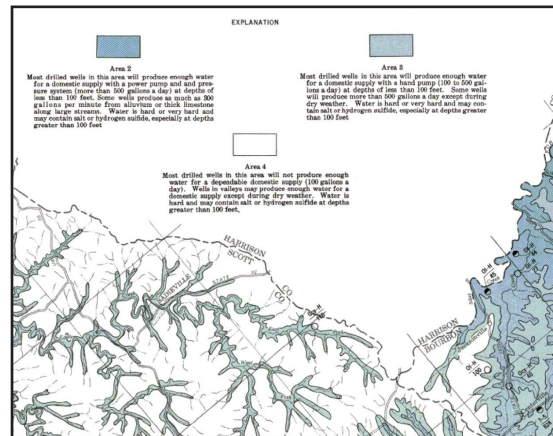 EXPLANATION
Area 2
Most drilled wells in this area will produce enough water
for a domestic supply with a power pump and and pres-
sure system (more than 500 gallons a day) at depths of
less than 100 feet. Some wells produce as much as 300
gallons per minute from alluvium or thick limestone
along large streams. Water is hard or very hard and
may contain salt or hydrogen sulfide, especially at depths
greater than 100 feet
Area 3
Most drilled wells in this area will produce enough water
for a domestic supply with a hand pump (100 to 500 gal-
lons a day) at depths of less than 100 feet. Some wells
will produce more than 500 gallons a day except during
dry weather. Water is hard or very hard and may con-
tain salt or hydrogen sulfide, especially at depths greater
than 100 feet
Area 4
Most drilled wells in this area will not produce enough
water for a dependable domestic supply (100 gallons a
day). Wells in valleys may produce enough water for a
domestic supply except during dry weather. Water is
hard and may contain salt or hydrogen sulfide at depths
greater than 100 feet,
HARRISON
SCOTT
CO
CO
SADIEVILLE
HARRISON
BOURBON
Ol-H
100
Ol-H
45
Ol-H
44